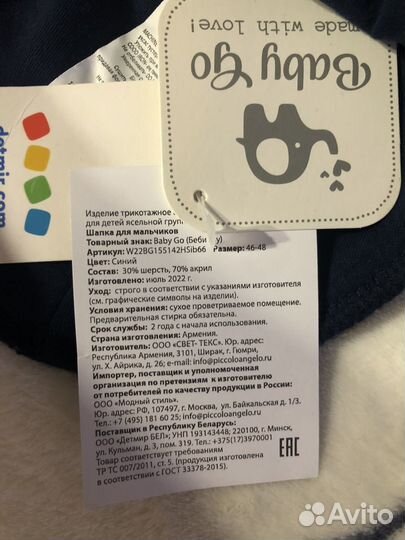 made with love!
Baby Go
detmir.com
Изделие трикотажное
для детей ясельной груп
Шапка для мальчиков
Товарный знак: Baby Go (Беби у)
Артикул: W22BG155142HSib66 Размер: 46-48
Цвет: Синий
Состав: 30% шерсть, 70% акрил
Изготовлено: июль 2022 г.
Уход: строго в соответствии с указаниями изготовителя
(см. графические символы на изделии).
Условия хранения: сухое проветриваемое помещение.
Предварительная стирка обязательна.
Срок службы: 2 года с начала использования.
Страна изготовления: Армения.
Изготовитель: ООО «СВЕТ- ТЕКС». Юр. адрес:
Республика Армения, 3101, Ширак, г. Гюмри,
ул. Х. Айрика, д. 26; e-mail: info@piccoloangelo.ru
Импортер, поставщик и уполномоченная
организация по претензиям к изготовителю
от потребителей по качеству продукции в России:
ООО «Модный стиль».
Юр. адрес: РФ, 107497, г. Москва, ул. Байкальская д. 1/3.
Тел.: +7 (495) 181 60 25; info@piccoloangelo.ru
Поставщик в Республику Беларусь:
ООО «Детмир БЕЛ»; УНП 193143448; 220100, г. Минск,
ул. Кульман, д. 3, пом. 319. Тел.: +375(17)3970001
Товар соответствует требованиям
ТР ТС 007/2011, ст. 5. (продукция изготовлена
в соответствии с ГОСТ 33378-2015).
EAC
Avito